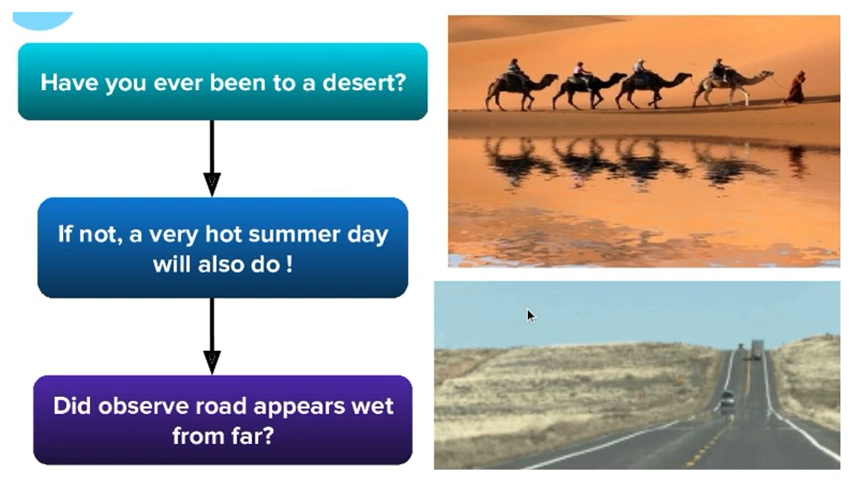 Have you ever been to a desert?
If not, a very hot summer day
will also do !
Did observe road appears wet
from far?